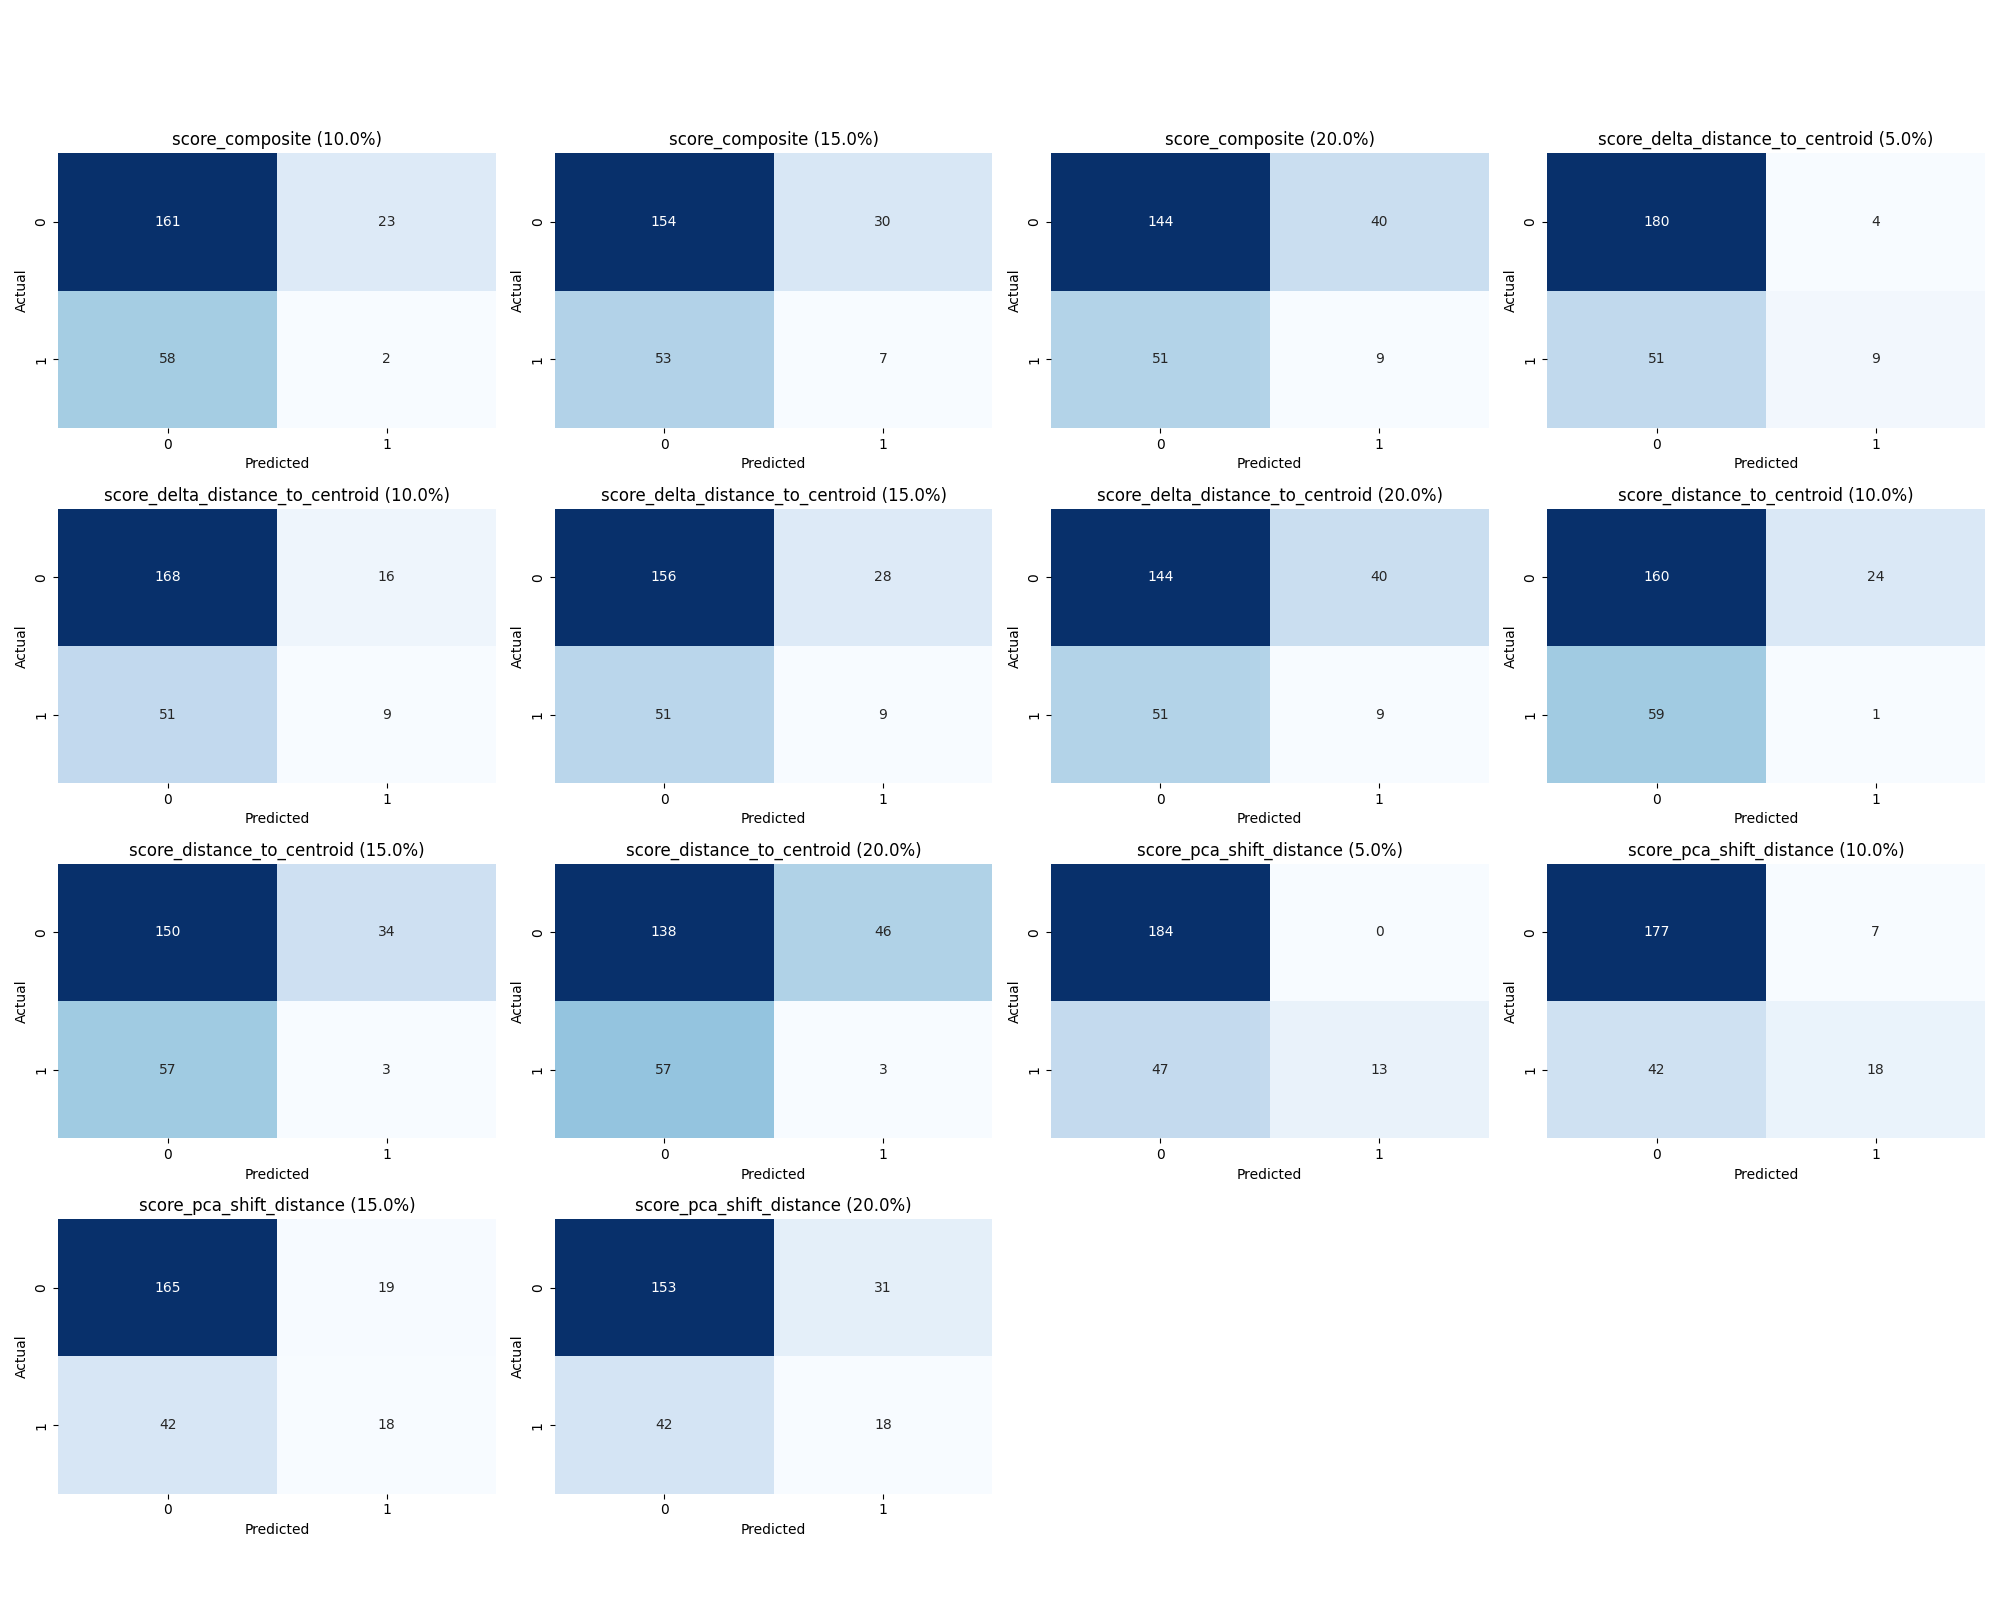 score_composite (10.0%)
score_composite (15.0%)
score_composite (20.0%)
score_delta_distance_to_centroid (5.0%)
Actual
0
161
23
1
58
2
0
1
Predicted
Actual
0
154
30
1
53
7
0
1
Predicted
Actual
0
144
40
1
51
9
0
1
Predicted
Actual
0
180
4
1
51
9
0
1
Predicted
score_delta_distance_to_centroid (10.0%)
score_delta_distance_to_centroid (15.0%)
score_delta_distance_to_centroid (20.0%)
score_distance_to_centroid (10.0%)
Actual
0
168
16
1
51
9
0
1
Predicted
Actual
0
156
28
1
51
9
0
1
Predicted
Actual
0
144
40
1
51
9
0
1
Predicted
Actual
0
160
24
1
59
1
0
1
Predicted
score_distance_to_centroid (15.0%)
score_distance_to_centroid (20.0%)
score_pca_shift_distance (5.0%)
score_pca_shift_distance (10.0%)
Actual
0
150
34
1
57
3
0
1
Predicted
Actual
0
138
46
1
57
3
0
1
Predicted
Actual
0
184
0
1
47
13
0
1
Predicted
Actual
0
177
7
1
42
18
0
1
Predicted
score_pca_shift_distance (15.0%)
score_pca_shift_distance (20.0%)
Actual
0
165
19
1
42
18
0
1
Predicted
Actual
0
153
31
1
42
18
0
1
Predicted